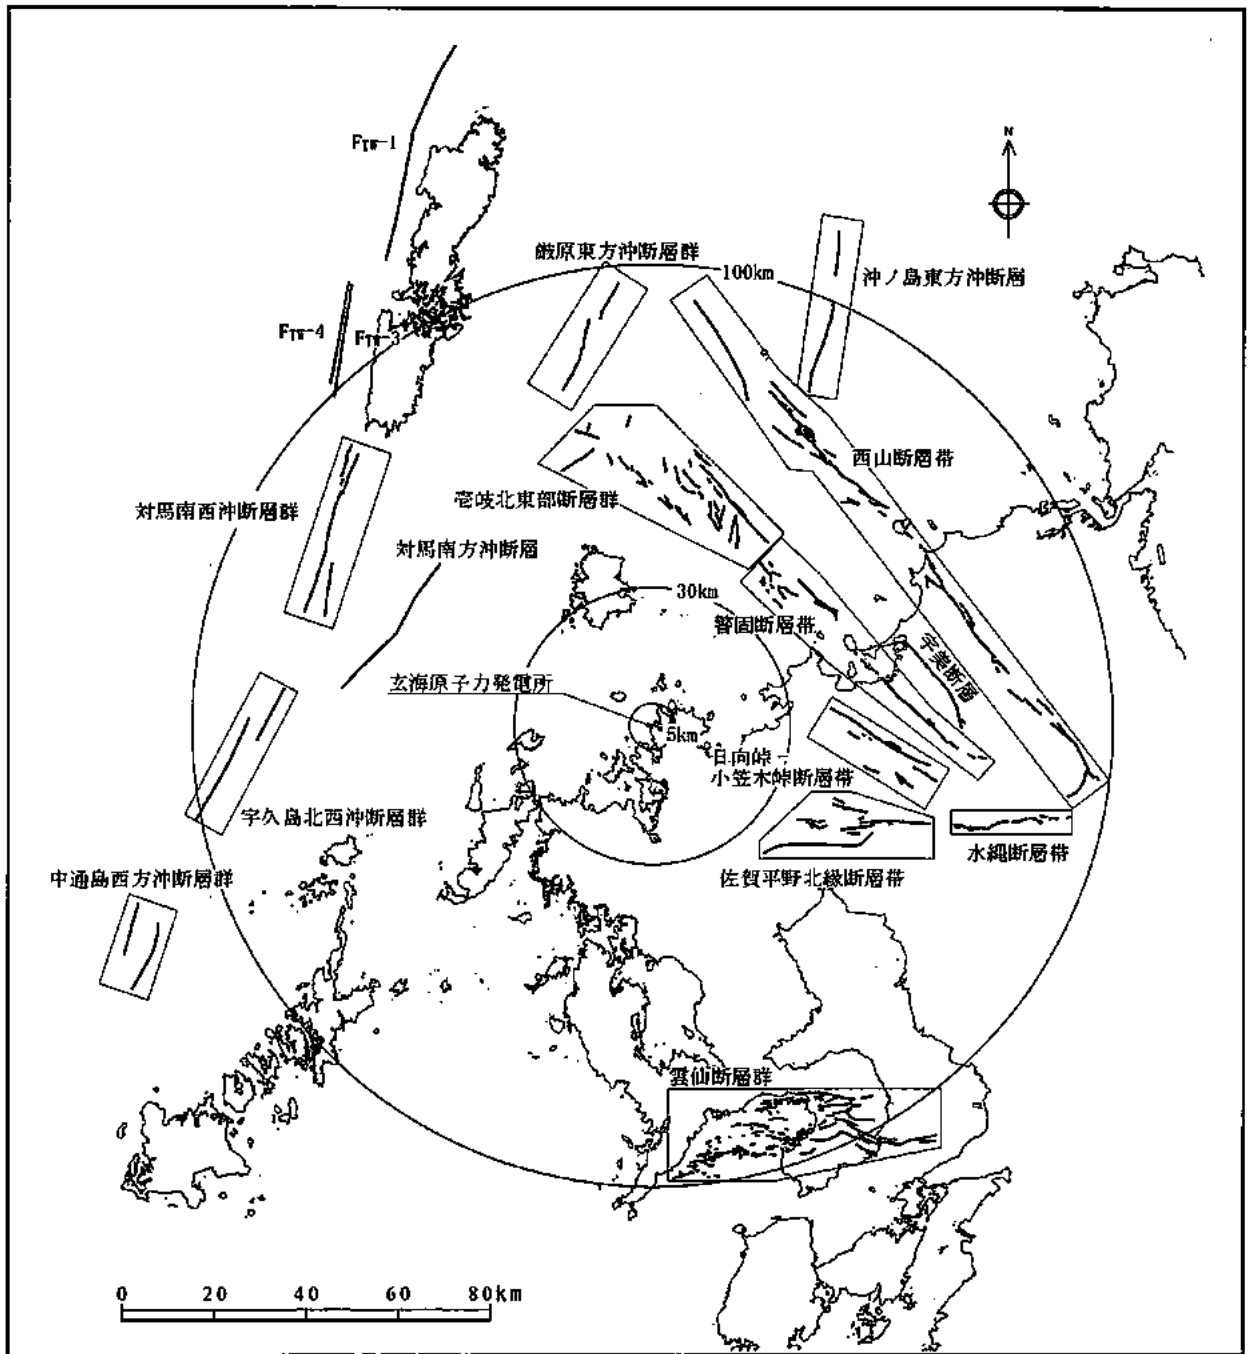 N
F_TW-1
厳原東方沖断層群
100km
沖ノ島東方沖断層
F_TW-4
F_TW-3
西山断層帯
壱岐北東部断層群
対馬南西沖断層群
対馬南方沖断層
30km
警固断層帯
宇美断層
玄海原子力発電所
5km
日向峠－
小笠木峠断層帯
宇久島北西沖断層群
水縄断層帯
佐賀平野北縁断層帯
中通島西方沖断層群
雲仙断層群
0 20 40 60 80km